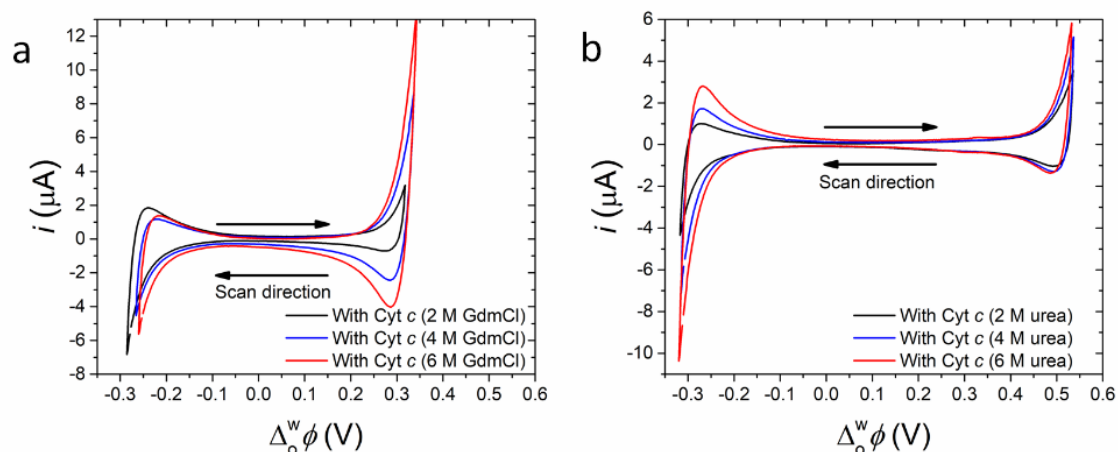 a
12
10
8
6
4
2
0
-2
-4
-6
-8
i (μA)
Scan direction
With Cyt c (2 M GdmCl)
With Cyt c (4 M GdmCl)
With Cyt c (6 M GdmCl)
-0.3 -0.2 -0.1 0.0 0.1 0.2 0.3 0.4 0.5 0.6
Δ_o^w ϕ (V)
b
6
4
2
0
-2
-4
-6
-8
-10
i (μA)
Scan direction
With Cyt c (2 M urea)
With Cyt c (4 M urea)
With Cyt c (6 M urea)
-0.3 -0.2 -0.1 0.0 0.1 0.2 0.3 0.4 0.5 0.6
Δ_o^w ϕ (V)